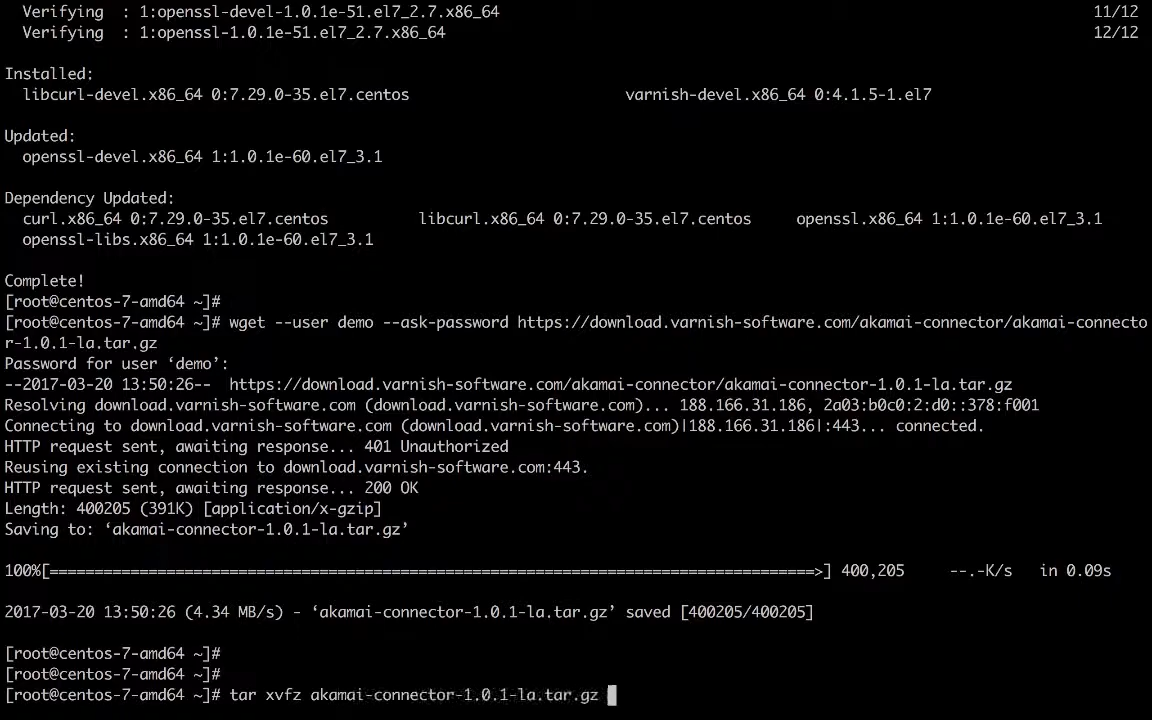 Verifying  : 1:openssl-devel-1.0.1e-51.el7_2.7.x86_64 11/12
Verifying  : 1:openssl-1.0.1e-51.el7_2.7.x86_64 12/12
Installed:
libcurl-devel.x86_64 0:7.29.0-35.el7.centos varnish-devel.x86_64 0:4.1.5-1.el7
Updated:
openssl-devel.x86_64 1:1.0.1e-60.el7_3.1
Dependency Updated:
curl.x86_64 0:7.29.0-35.el7.centos libcurl.x86_64 0:7.29.0-35.el7.centos openssl.x86_64 1:1.0.1e-60.el7_3.1
openssl-libs.x86_64 1:1.0.1e-60.el7_3.1
Complete!
[root@centos-7-amd64 ~]#
[root@centos-7-amd64 ~]# wget --user demo --ask-password https://download.varnish-software.com/akamai-connector/akamai-connecto
r-1.0.1-la.tar.gz
Password for user ‘demo’:
--2017-03-20 13:50:26--  https://download.varnish-software.com/akamai-connector/akamai-connector-1.0.1-la.tar.gz
Resolving download.varnish-software.com (download.varnish-software.com)... 188.166.31.186, 2a03:b0c0:2:d0::378:f001
Connecting to download.varnish-software.com (download.varnish-software.com)|188.166.31.186|:443... connected.
HTTP request sent, awaiting response... 401 Unauthorized
Reusing existing connection to download.varnish-software.com:443.
HTTP request sent, awaiting response... 200 OK
Length: 400205 (391K) [application/x-gzip]
Saving to: ‘akamai-connector-1.0.1-la.tar.gz’
100%[=====================================================================================>] 400,205     --.-K/s   in 0.09s
2017-03-20 13:50:26 (4.34 MB/s) - ‘akamai-connector-1.0.1-la.tar.gz’ saved [400205/400205]
[root@centos-7-amd64 ~]#
[root@centos-7-amd64 ~]#
[root@centos-7-amd64 ~]# tar xvfz akamai-connector-1.0.1-la.tar.gz